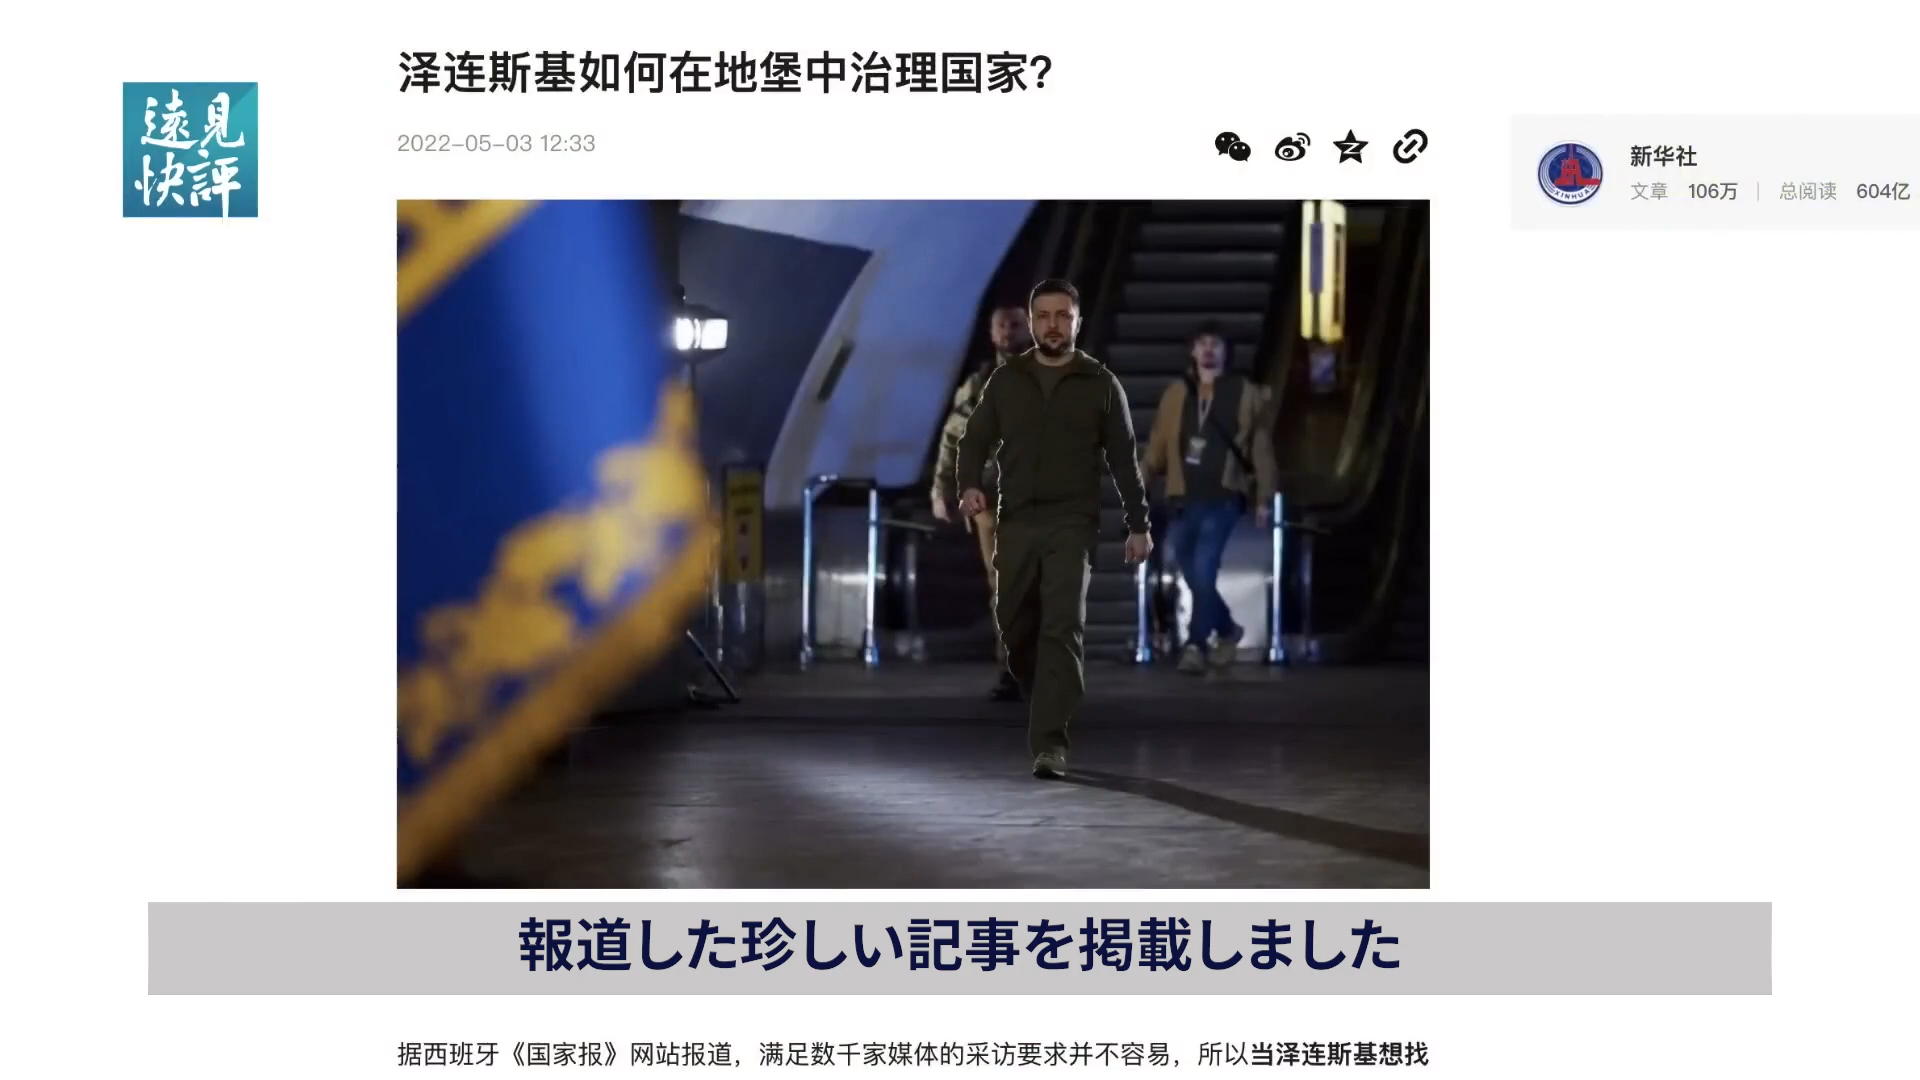 泽连斯基如何在地堡中治理国家?
遠見
快評
2022-05-03 12:33
新华社
文章 106万 | 总阅读 604亿
XINHUA
報道した珍しい記事を掲載しました
据西班牙《国家报》网站报道，满足数千家媒体的采访要求并不容易，所以当泽连斯基想找